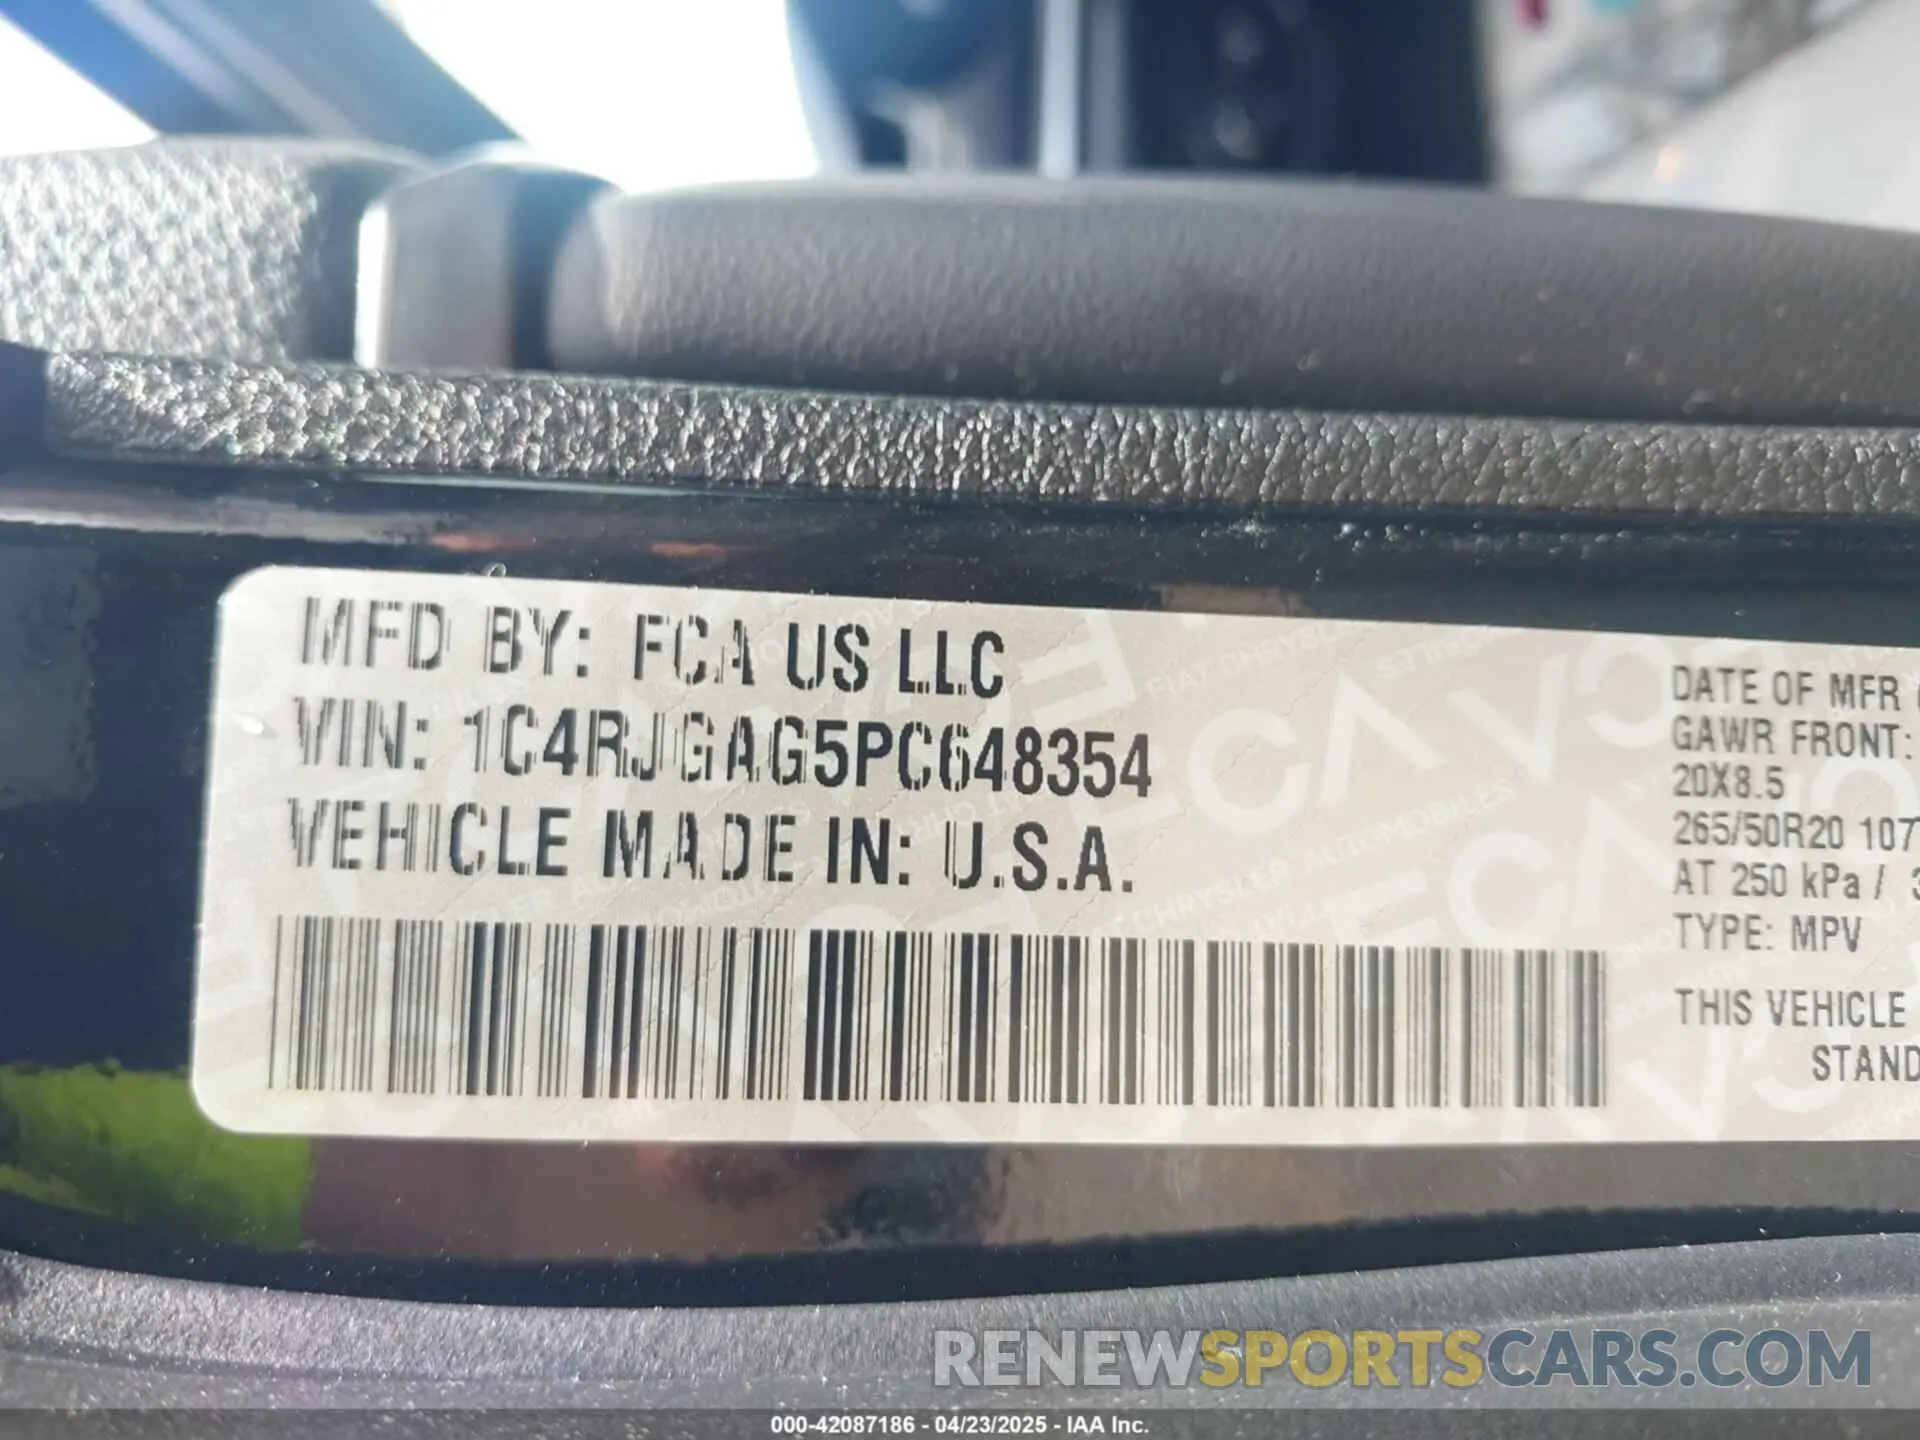 MFD BY: FCA US LLC
VIN: 1C4RJGAG5PC648354
VEHICLE MADE IN: U.S.A.
DATE OF MFR
GAWR FRONT:
20X8.5
265/50R20 107
AT 250 kPa /
TYPE: MPV
THIS VEHICLE
STAND
RENEWSPORTSCARS.COM
000-42087186 - 04/23/2025 - IAA Inc.